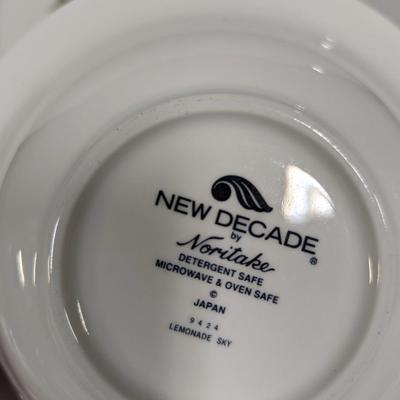 NEW DECADE ®
by
Noritake
DETERGENT SAFE
MICROWAVE & OVEN SAFE
©
JAPAN
9424
LEMONADE SKY